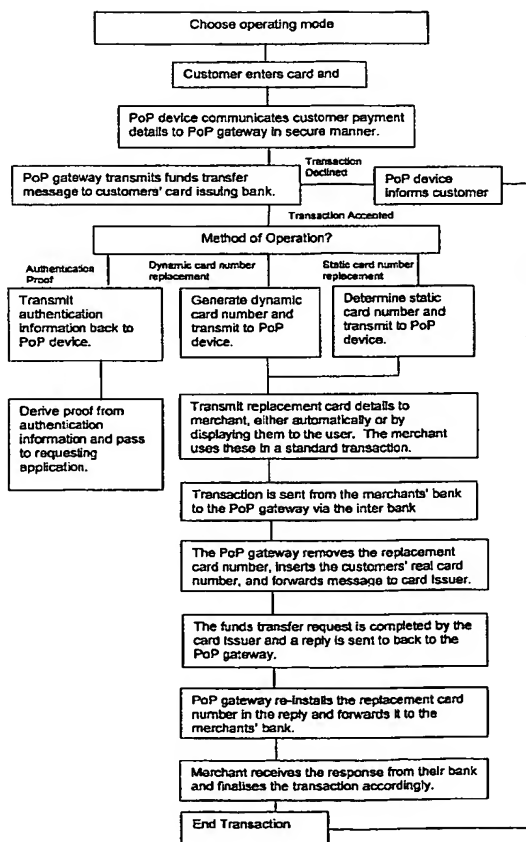 Choose operating mode
Customer enters card and
PoP device communicates customer payment
details to PoP gateway in secure manner.
PoP gateway transmits funds transfer
message to customers' card issuing bank.
Transaction
Declined
PoP device
informs customer
Transaction Accepted
Method of Operation?
Authentication
Proof
Dynamic card number
replacement
Static card number
replacement
Transmit
authentication
information back to
PoP device.
Generate dynamic
card number and
transmit to PoP
device.
Determine static
card number and
transmit to PoP
device.
Derive proof from
authentication
information and pass
to requesting
application.
Transmit replacement card details to
merchant, either automatically or by
displaying them to the user. The merchant
uses these in a standard transaction.
Transaction is sent from the merchants' bank
to the PoP gateway via the inter bank
The PoP gateway removes the replacement
card number, inserts the customers' real card
number, and forwards message to card issuer.
The funds transfer request is completed by the
card issuer and a reply is sent to back to the
PoP gateway.
PoP gateway re-installs the replacement card
number in the reply and forwards it to the
merchants' bank.
Merchant receives the response from their bank
and finalises the transaction accordingly.
End Transaction